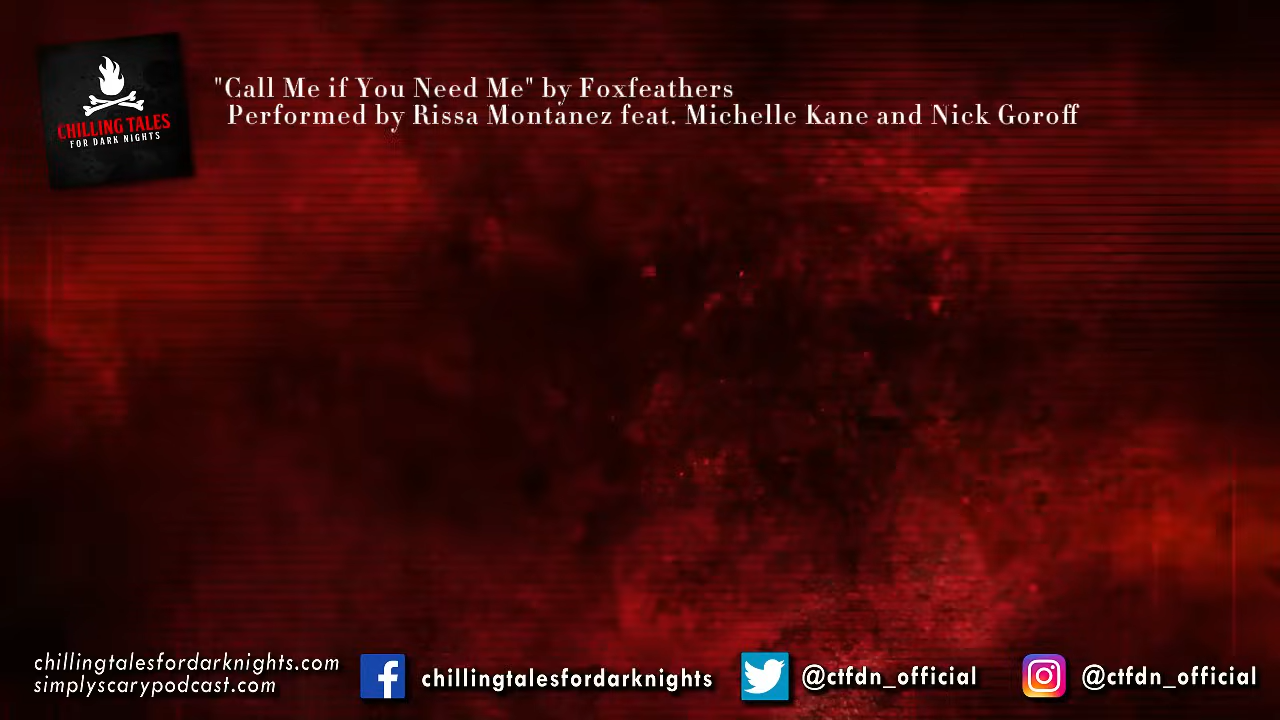 CHILLING TALES
FOR DARK NIGHTS
"Call Me if You Need Me" by Foxfeathers
Performed by Rissa Montanez feat. Michelle Kane and Nick Goroff
chillingtalesfordarknights.com
simplyscarypodcast.com
chillingtalesfordarknights
@ctfdn_official
@ctfdn_official